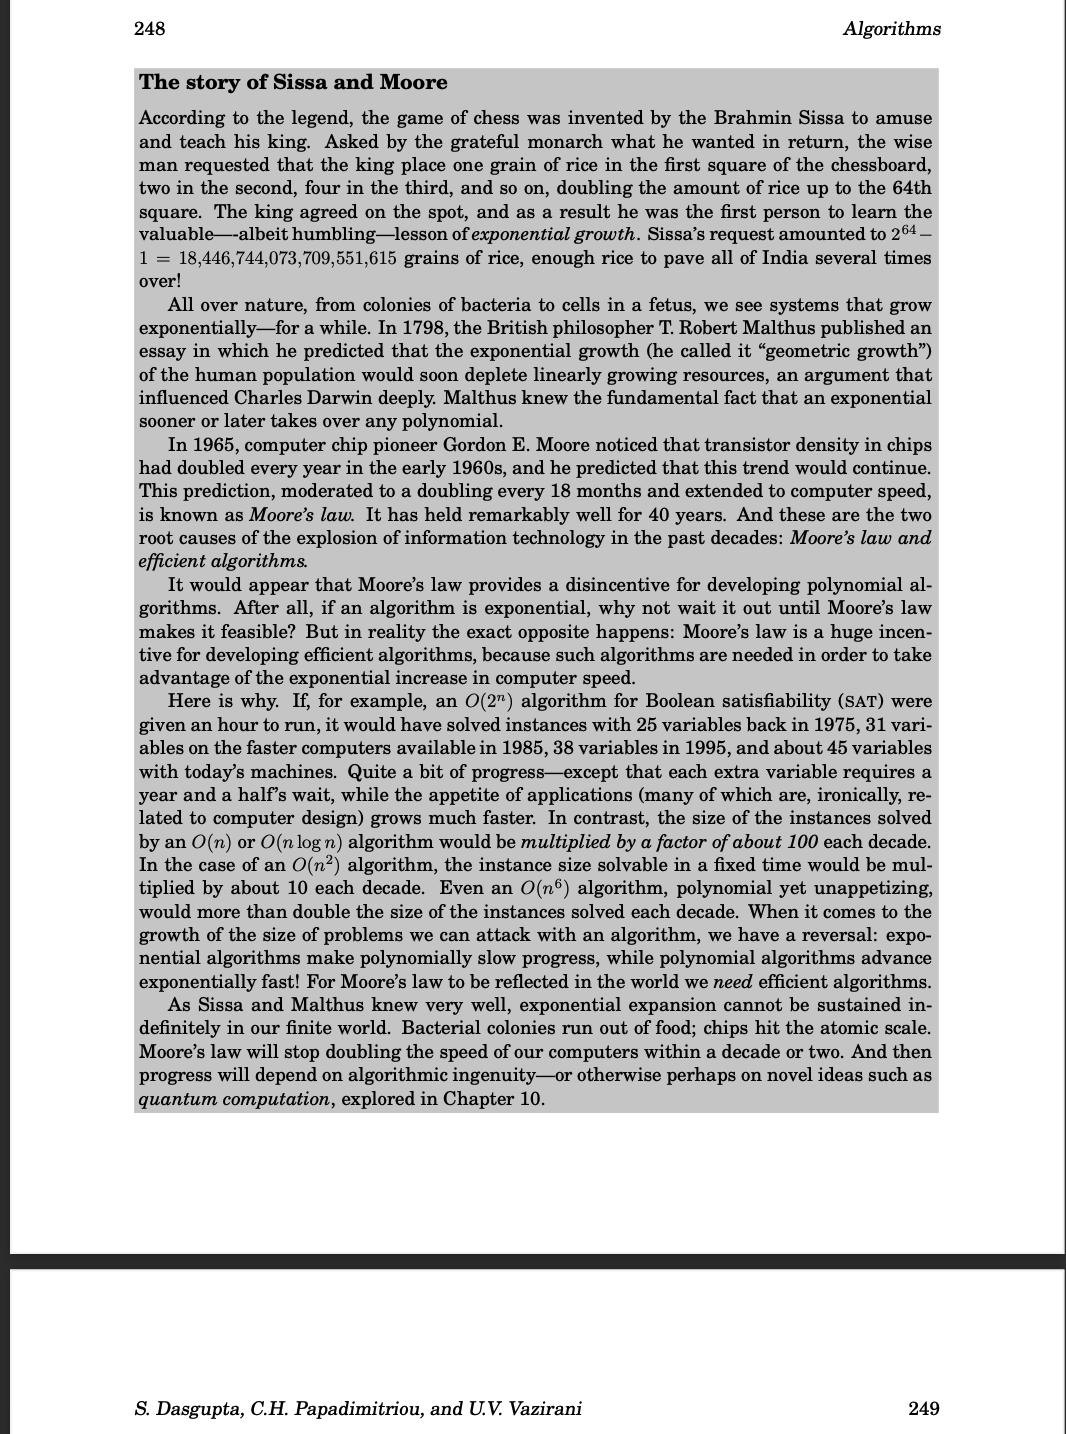 248
Algorithms
The story of Sissa and Moore
According to the legend, the game of chess was invented by the Brahmin Sissa to amuse
and teach his king. Asked by the grateful monarch what he wanted in return, the wise
man requested that the king place one grain of rice in the first square of the chessboard,
two in the second, four in the third, and so on, doubling the amount of rice up to the 64th
square. The king agreed on the spot, and as a result he was the first person to learn the
valuable—-albeit humbling—lesson of exponential growth. Sissa's request amounted to 2⁶⁴ −
1 = 18,446,744,073,709,551,615 grains of rice, enough rice to pave all of India several times
over!
All over nature, from colonies of bacteria to cells in a fetus, we see systems that grow
exponentially—for a while. In 1798, the British philosopher T. Robert Malthus published an
essay in which he predicted that the exponential growth (he called it “geometric growth”)
of the human population would soon deplete linearly growing resources, an argument that
influenced Charles Darwin deeply. Malthus knew the fundamental fact that an exponential
sooner or later takes over any polynomial.
In 1965, computer chip pioneer Gordon E. Moore noticed that transistor density in chips
had doubled every year in the early 1960s, and he predicted that this trend would continue.
This prediction, moderated to a doubling every 18 months and extended to computer speed,
is known as Moore's law. It has held remarkably well for 40 years. And these are the two
root causes of the explosion of information technology in the past decades: Moore's law and
efficient algorithms.
It would appear that Moore's law provides a disincentive for developing polynomial al-
gorithms. After all, if an algorithm is exponential, why not wait it out until Moore's law
makes it feasible? But in reality the exact opposite happens: Moore's law is a huge incen-
tive for developing efficient algorithms, because such algorithms are needed in order to take
advantage of the exponential increase in computer speed.
Here is why. If, for example, an O(2ⁿ) algorithm for Boolean satisfiability (SAT) were
given an hour to run, it would have solved instances with 25 variables back in 1975, 31 vari-
ables on the faster computers available in 1985, 38 variables in 1995, and about 45 variables
with today's machines. Quite a bit of progress—except that each extra variable requires a
year and a half's wait, while the appetite of applications (many of which are, ironically, re-
lated to computer design) grows much faster. In contrast, the size of the instances solved
by an O(n) or O(n log n) algorithm would be multiplied by a factor of about 100 each decade.
In the case of an O(n²) algorithm, the instance size solvable in a fixed time would be mul-
tiplied by about 10 each decade. Even an O(n⁶) algorithm, polynomial yet unappetizing,
would more than double the size of the instances solved each decade. When it comes to the
growth of the size of problems we can attack with an algorithm, we have a reversal: expo-
nential algorithms make polynomially slow progress, while polynomial algorithms advance
exponentially fast! For Moore's law to be reflected in the world we need efficient algorithms.
As Sissa and Malthus knew very well, exponential expansion cannot be sustained in-
definitely in our finite world. Bacterial colonies run out of food; chips hit the atomic scale.
Moore's law will stop doubling the speed of our computers within a decade or two. And then
progress will depend on algorithmic ingenuity—or otherwise perhaps on novel ideas such as
quantum computation, explored in Chapter 10.
S. Dasgupta, C.H. Papadimitriou, and U.V. Vazirani
249